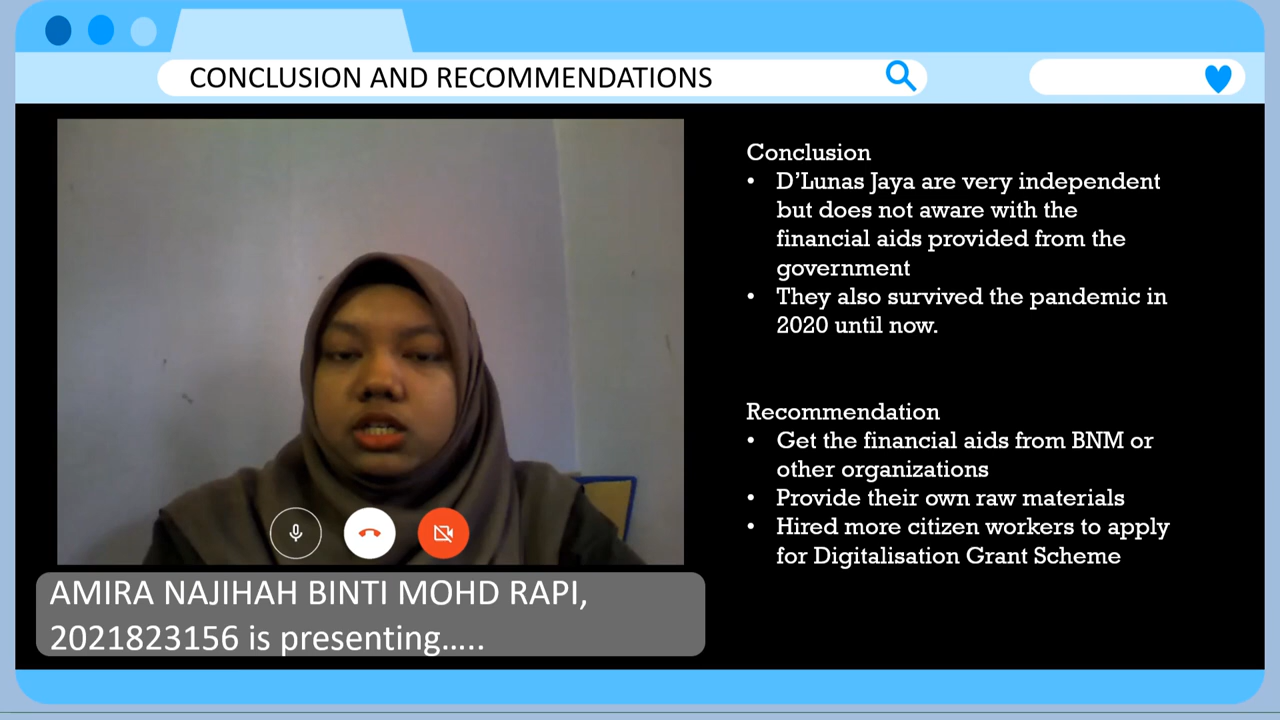 CONCLUSION AND RECOMMENDATIONS
Conclusion
• D’Lunas Jaya are very independent
but does not aware with the
financial aids provided from the
government
• They also survived the pandemic in
2020 until now.
Recommendation
• Get the financial aids from BNM or
other organizations
• Provide their own raw materials
• Hired more citizen workers to apply
for Digitalisation Grant Scheme
AMIRA NAJIHAH BINTI MOHD RAPI,
2021823156 is presenting…..